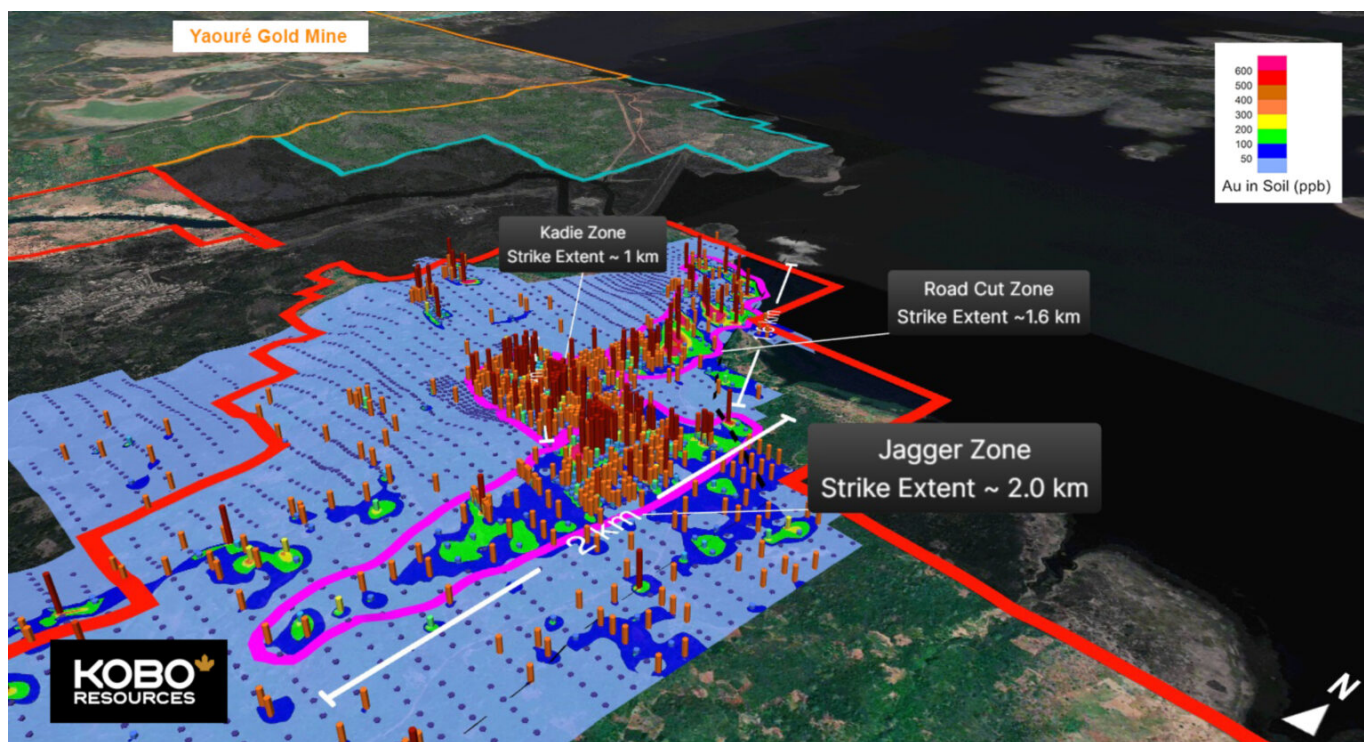 Yaouré Gold Mine
600
500
400
300
200
100
50
Au in Soil (ppb)
Kadie Zone
Strike Extent ~ 1 km
Road Cut Zone
Strike Extent ~1.6 km
Jagger Zone
Strike Extent ~ 2.0 km
2 km
KOBO
RESOURCES
N